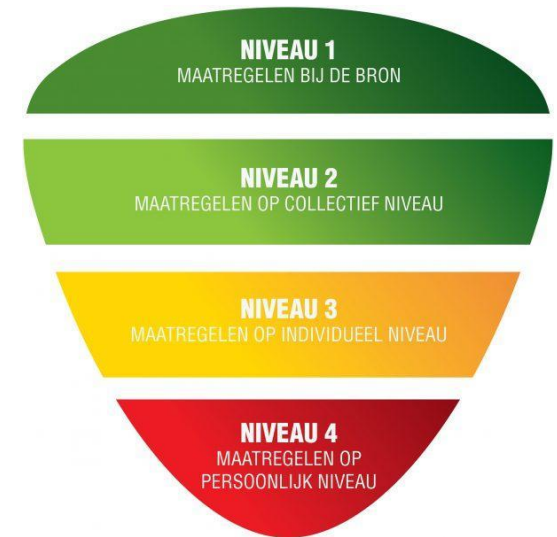 NIVEAU 1
MAATREGELEN BIJ DE BRON
NIVEAU 2
MAATREGELEN OP COLLECTIEF NIVEAU
NIVEAU 3
MAATREGELEN OP INDIVIDUEEL NIVEAU
NIVEAU 4
MAATREGELEN OP
PERSOONLIJK NIVEAU